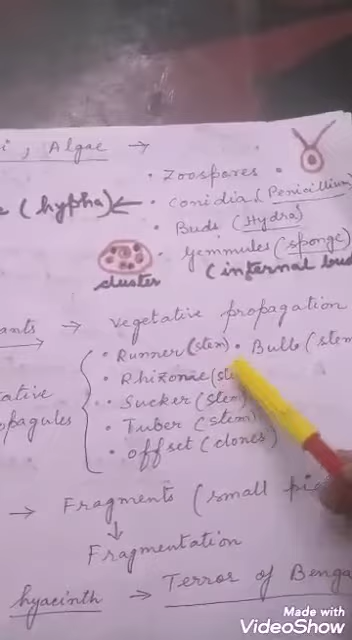 i, Algae →
• Zoospores •
(hypha) ← • Conidia (Penicillium)
• Buds (Hydra)
• Gemmules (sponge)
(internal bud
cluster
ants → vegetative propagation
• Runner (stem) • Bulb (stem
ative • Rhizome (ste
opagules • Sucker (stem)
• Tuber (stem)
• offset (clones)
→ Fragments (small pie
↓
Fragmentation
hyacinth → Terror of Benga
Made with
VideoShow